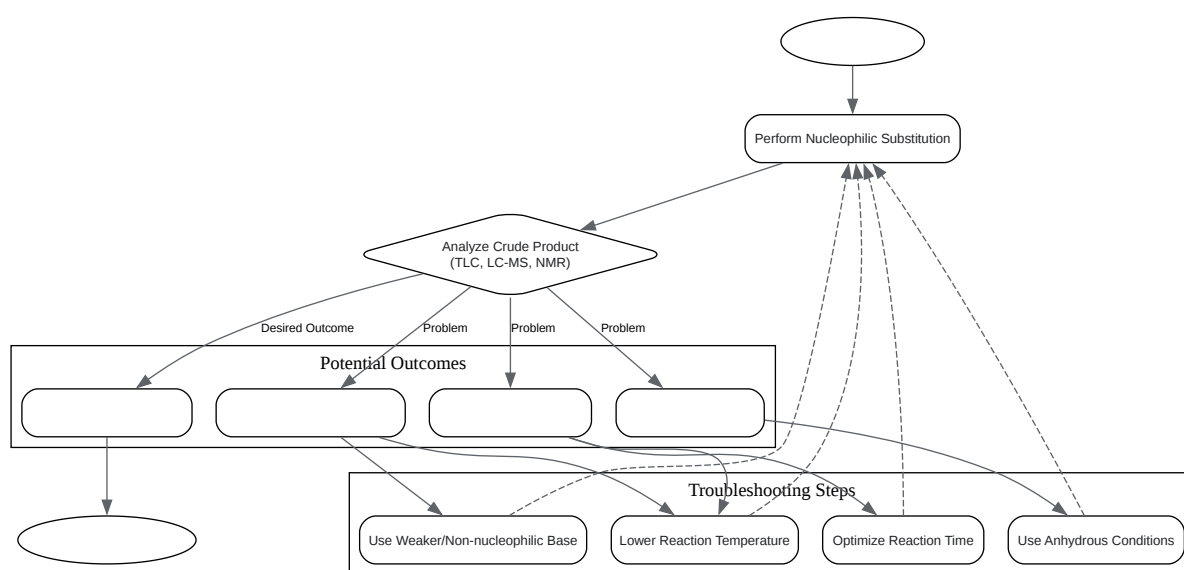 Perform Nucleophilic Substitution
Analyze Crude Product
(TLC, LC-MS, NMR)
Desired Outcome
Problem
Problem
Problem
Potential Outcomes
Troubleshooting Steps
Use Weaker/Non-nucleophilic Base
Lower Reaction Temperature
Optimize Reaction Time
Use Anhydrous Conditions